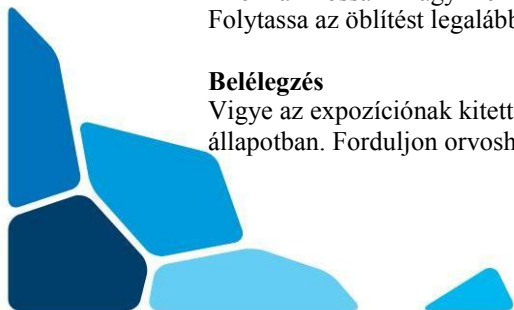 Folytassa az öblítést legalább
Belélegzés
Vigye az expozíciónak kitett
állapotban. Forduljon orvosh